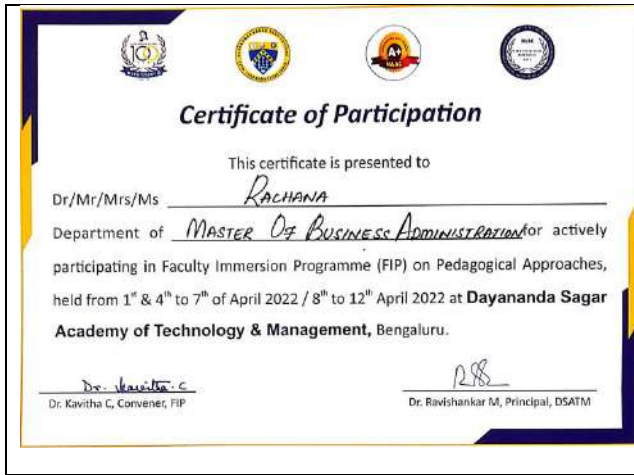 A+
NAAC
Certificate of Participation
This certificate is presented to
Dr/Mr/Mrs/Ms RACHANA
Department of MASTER OF BUSINESS ADMINISTRATION for actively
participating in Faculty Immersion Programme (FIP) on Pedagogical Approaches,
held from 1st & 4th to 7th of April 2022 / 8th to 12th April 2022 at Dayananda Sagar
Academy of Technology & Management, Bengaluru.
Dr. Kavitha.C
Dr. Kavitha C, Convener, FIP
Dr. Ravishankar M, Principal, DSATM